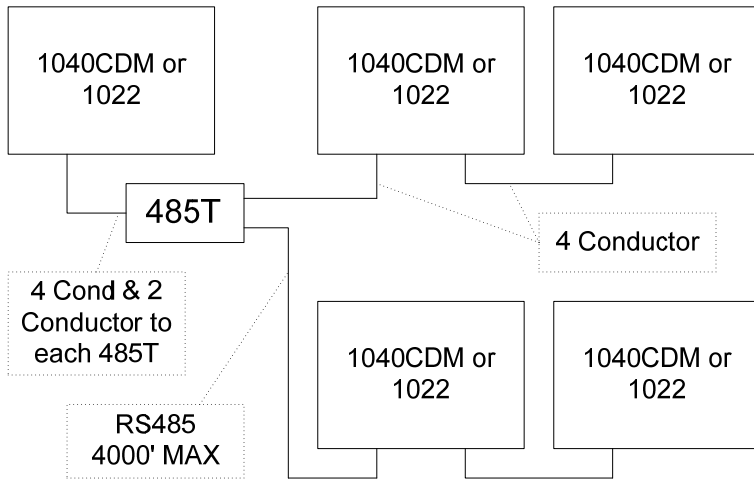 1040CDM or
1022
1040CDM or
1022
1040CDM or
1022
485T
4 Conductor
4 Cond & 2
Conductor to
each 485T
1040CDM or
1022
1040CDM or
1022
RS485
4000' MAX